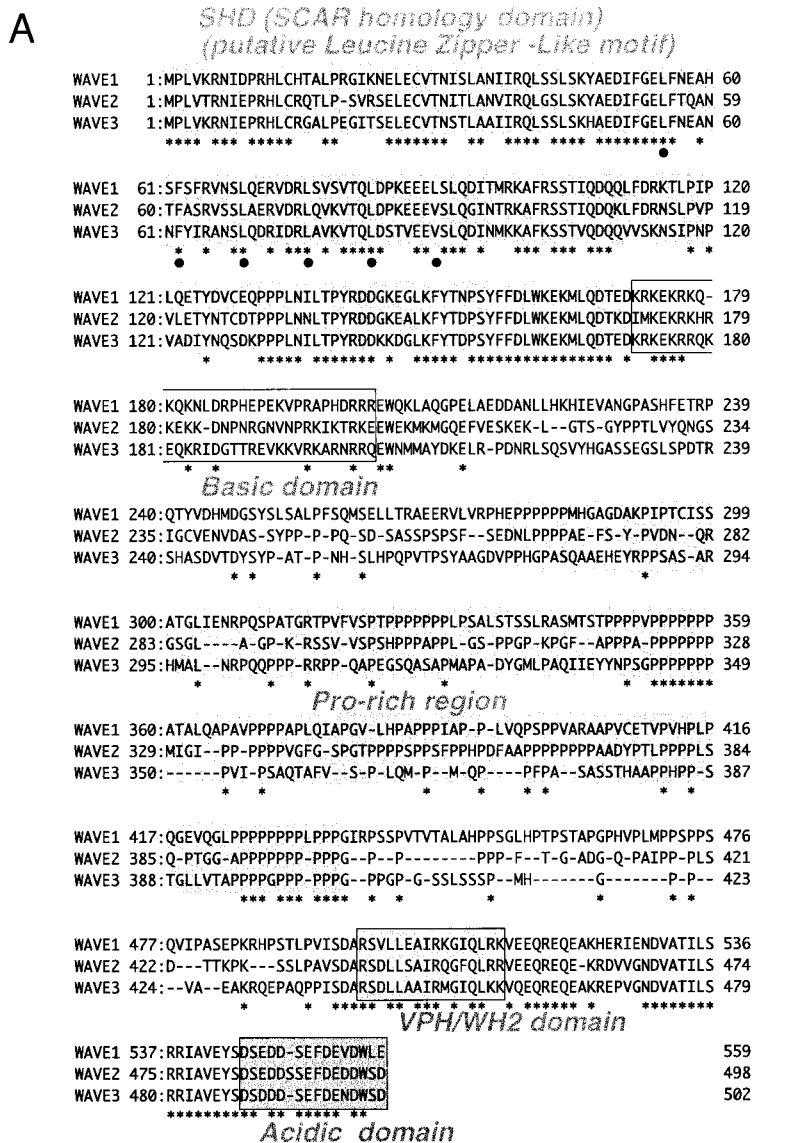 A
SHD (SCAR homology domain)
(putative Leucine Zipper -Like motif)
WAVE1 1:MPLVKRNIDPRHLCHTALPRGIKNELECVTNISLANIIRQLSSLSKYAEDIFGELFNEAH 60
WAVE2 1:MPLVTRNIEPRHLCRQTLP-SVRSELECVTNITLANVIRQLGSLSKYAEDIFGELFTQAN 59
WAVE3 1:MPLVKRNIEPRHLCRGALPEGITSELECVTNSTLAAIIRQLSSLSKHAEDIFGELFNEAN 60
**** *** ***** ** ******* ** **** *** ********* *
●
WAVE1 61:SFSFRVNSLQERVDRLSVSVTQLDPKEEELSLQDITMRKAFRSSTIQDQQLFDRKTLPIP 120
WAVE2 60:TFASRVSSLAERVDRLQVKVTQLDPKEEEVSLQGINTRKAFRSSTIQDQKLFDRNSLPVP 119
WAVE3 61:NFYIRANSLQDRIDRLAVKVTQLDSTVEEVSLQDINMKKAFKSSTVQDQQVVSKNSIPNP 120
* * ** * *** * ***** ** *** * *** *** *** * *
● ● ● ● ●
WAVE1 121:LQETYDVCEQPPPLNILTPYRDDGKEGLKFYTNPSYFFDLWKEKMLQDTEDKRKEKRKQ- 179
WAVE2 120:VLETYNTCDTPPPLNNLTPYRDDGKEALKFYTDPSYFFDLWKEKMLQDTKDIMKEKRKHR 179
WAVE3 121:VADIYNQSDKPPPLNILTPYRDDKKDGLKFYTDPSYFFDLWKEKMLQDTEDKRKEKRRQK 180
* ***** ******* * ***** **************** * ****
WAVE1 180:KQKNLDRPHEPEKVPRAPHDRRREWQKLAQGPELAEDDANLLHKHIEVANGPASHFETRP 239
WAVE2 180:KEKK-DNPNRGNVNPRKIKTRKEEWEKMKMGQEFVESKEK-L--GTS-GYPPTLVYQNGS 234
WAVE3 181:EQKRIDGTTREVKKVRKARNRRQEWNMMAYDKELR-PDNRLSQSVYHGASSEGSLSPDTR 239
* * * * ** *
Basic domain
WAVE1 240:QTYVDHMDGSYSLSALPFSQMSELLTRAEERVLVRPHEPPPPPPMHGAGDAKPIPTCISS 299
WAVE2 235:IGCVENVDAS-SYPP-P-PQ-SD-SASSPSPSF--SEDNLPPPPAE-FS-Y-PVDN--QR 282
WAVE3 240:SHASDVTDYSYP-AT-P-NH-SLHPQPVTPSYAAGDVPPHGPASQAAEHEYRPPSAS-AR 294
* * * * *
WAVE1 300:ATGLIENRPQSPATGRTPVFVSPTPPPPPPPLPSALSTSSLRASMTSTPPPPVPPPPPPP 359
WAVE2 283:GSGL----A-GP-K-RSSVV-VSPSHPPPAPPL-GS-PPGP-KPGF--APPPA-PPPPPPP 328
WAVE3 295:HMAL--NRPQQPPP-RRPP-QAPEGSQASAPMAPA-DYGMLPAQIIEYYNPSGPPPPPPP 349
* * * * * * *******
Pro-rich region
WAVE1 360:ATALQAPAVPPPPAPLQIAPGV-LHPAPPPIAP-P-LVQPSPPVARAAPVCETVPVHPLP 416
WAVE2 329:MIGI--PP-PPPPVGFG-SPGTPPPPSPPSFPPHPDFAAPPPPPPPPAADYPTLPPPPLS 384
WAVE3 350:------PVI-PSAQTAFV--S-P-LQM-P--M-QP----PFPA--SASSTHAAPPHPP-S 387
* * * * * * * *
WAVE1 417:QGEVQGLPPPPPPPPLPPPGIRPSSPVTVTALAHPPSGLHPTPSTAPGPHVPLMPPSPPS 476
WAVE2 385:Q-PTGG-APPPPPPP-PPPG--P--P---------PPP-F--T-G-ADG-Q-PAIPP-PLS 421
WAVE3 388:TGLLVTAPPPPGPPP-PPPG--PPGP-G-SSLSSSP--MH-------G-------P-P-- 423
*** *** **** * * * * * *
WAVE1 477:QVIPASEPKRHPSTLPVISDARSVLLEAIRKGIQLRKVEEQREQEAKHERIENDVATILS 536
WAVE2 422:D---TTKPK---SSLPAVSDARSDLLSAIRQGFQLRRVEEQREQE-KRDVVGNDVATILS 474
WAVE3 424:--VA--EAKRQEPAQPPISDARSDLLAAIRMGIQLKKVQEQREQEAKREPVGNDVATILS 479
* * ***** ** *** * ** * ****** * ********
VPH/WH2 domain
WAVE1 537:RRIAVEYSDSEDD-SEFDEVDWLE 559
WAVE2 475:RRIAVEYSDSEDDSSEFDEDDWSD 498
WAVE3 480:RRIAVEYSDSDDD-SEFDENDWSD 502
********** ** ***** **
Acidic domain